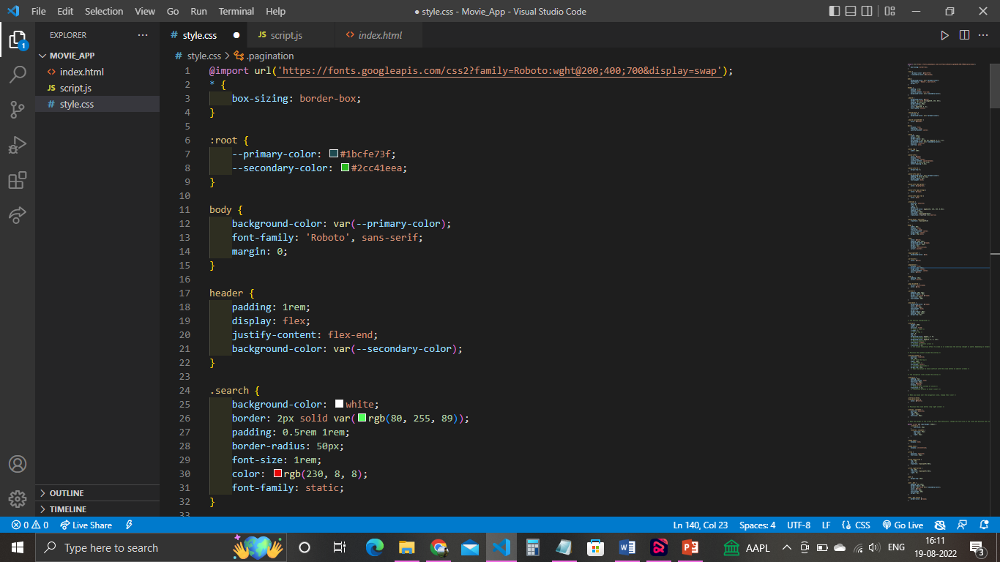 File Edit Selection View Go Run Terminal Help
● style.css - Movie_App - Visual Studio Code
EXPLORER
# style.css
JS script.js
<> index.html
MOVIE_APP
<> index.html
JS script.js
# style.css
# style.css > .pagination
1 @import url('https://fonts.googleapis.com/css2?family=Roboto:wght@200;400;700&display=swap');
2 * {
3 box-sizing: border-box;
4 }
5
6 :root {
7 --primary-color: #1bcfe73f;
8 --secondary-color: #2cc41eea;
9 }
10
11 body {
12 background-color: var(--primary-color);
13 font-family: 'Roboto', sans-serif;
14 margin: 0;
15 }
16
17 header {
18 padding: 1rem;
19 display: flex;
20 justify-content: flex-end;
21 background-color: var(--secondary-color);
22 }
23
24 .search {
25 background-color: white;
26 border: 2px solid var(rgb(80, 255, 89));
27 padding: 0.5rem 1rem;
28 border-radius: 50px;
29 font-size: 1rem;
30 color: rgb(230, 8, 8);
31 font-family: static;
32 }
33
OUTLINE
TIMELINE
1
0 0 Live Share
Ln 140, Col 23 Spaces: 4 UTF-8 LF CSS Go Live
Type here to search
AAPL
ENG
16:11
19-08-2022
3